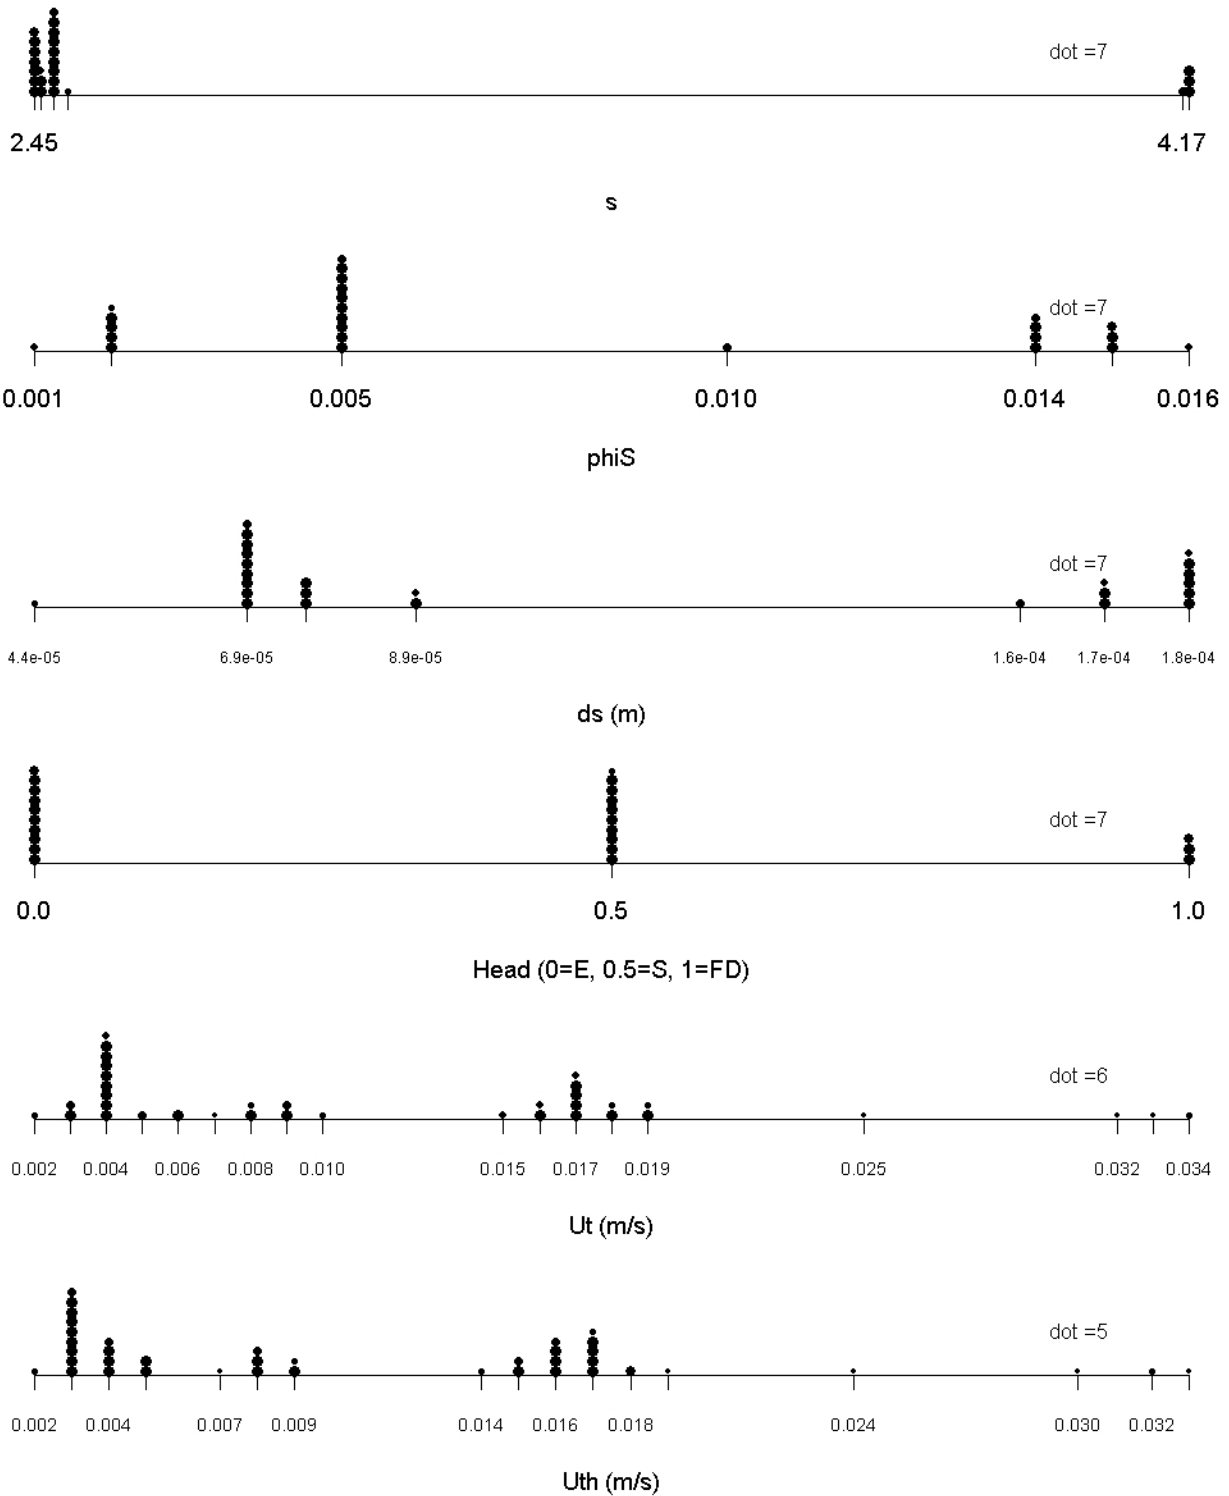 dot =7
2.45 4.17
s
dot =7
0.001 0.005 0.010 0.014 0.016
phiS
dot =7
4.4e-05 6.9e-05 8.9e-05 1.6e-04 1.7e-04 1.8e-04
ds (m)
dot =7
0.0 0.5 1.0
Head (0=E, 0.5=S, 1=FD)
dot =6
0.002 0.004 0.006 0.008 0.010 0.015 0.017 0.019 0.025 0.032 0.034
Ut (m/s)
dot =5
0.002 0.004 0.007 0.009 0.014 0.016 0.018 0.024 0.030 0.032
Uth (m/s)